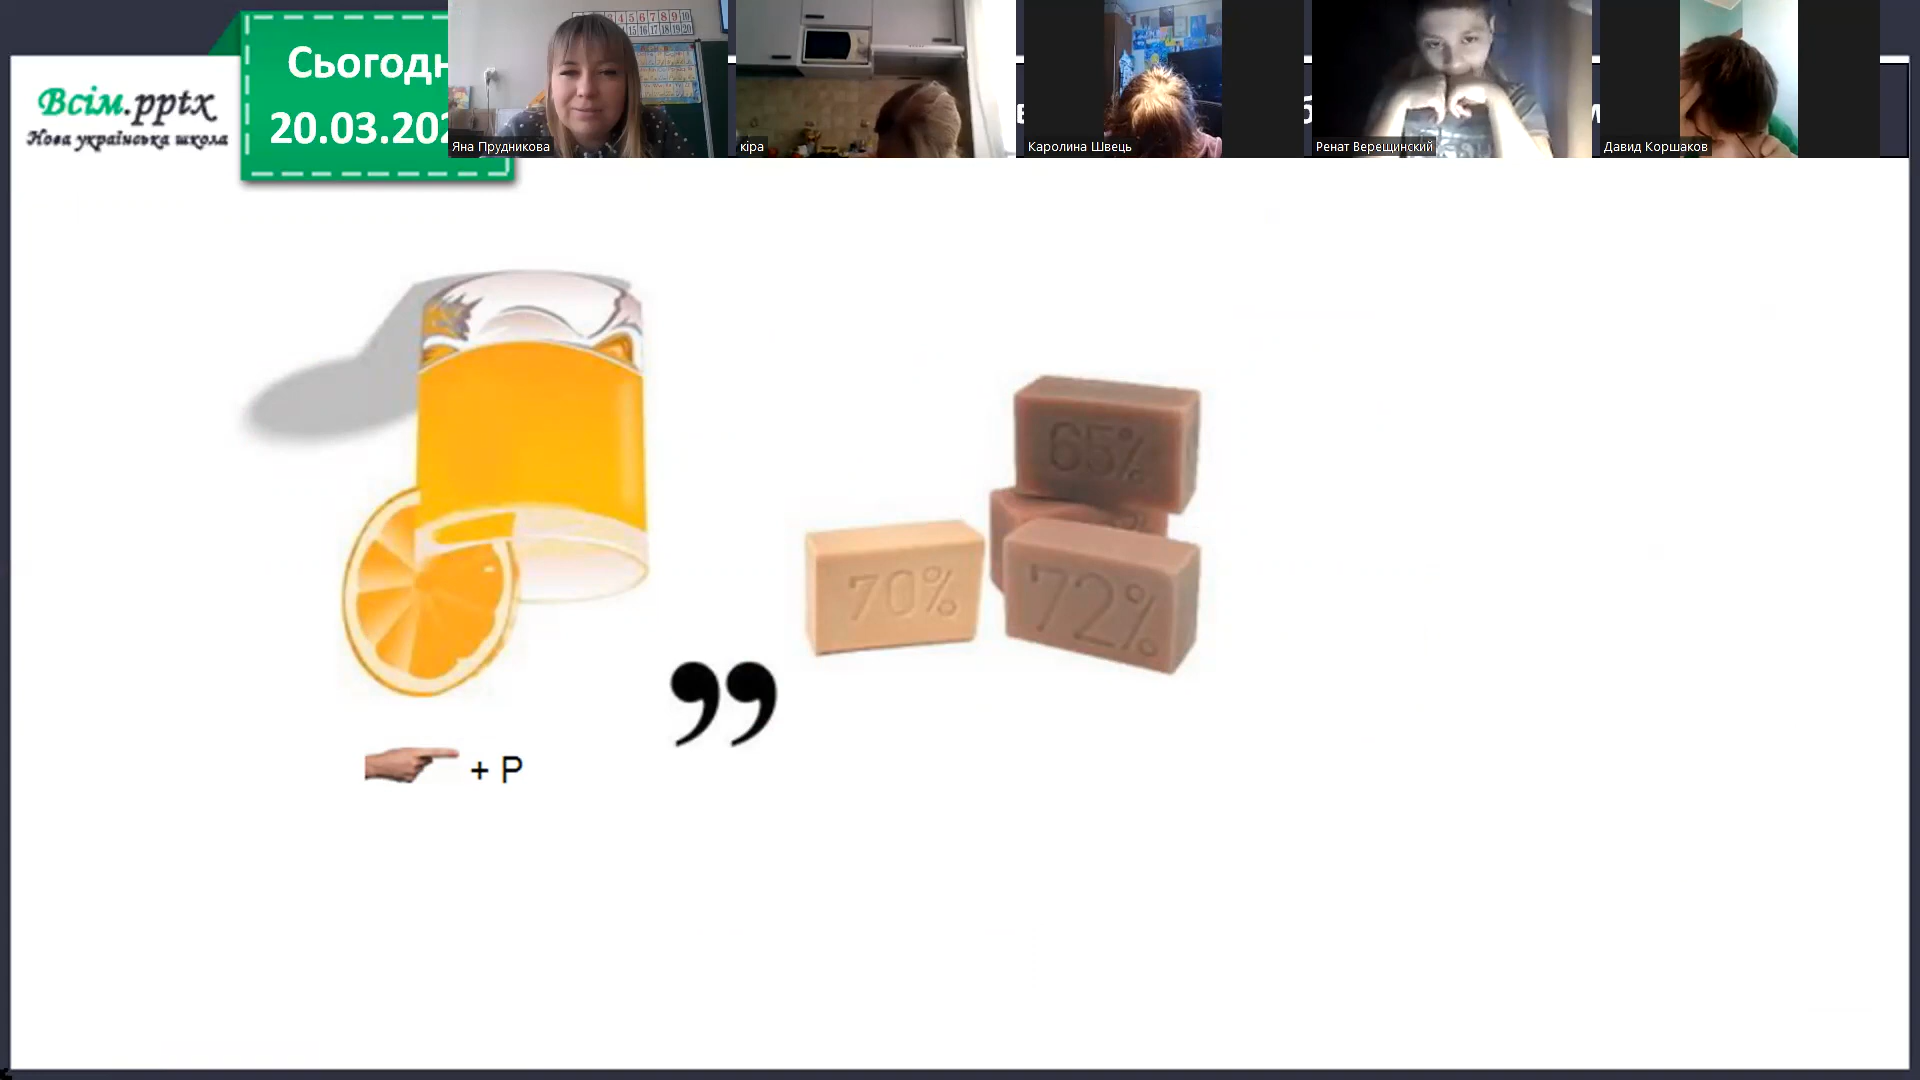 Всім.pptx
Нова українська школа
Сьогодн
20.03.202
Яна Прудникова
кіра
Каролина Швець
Ренат Верещинский
Давид Коршаков
65%
70%
72%
”
+ Р